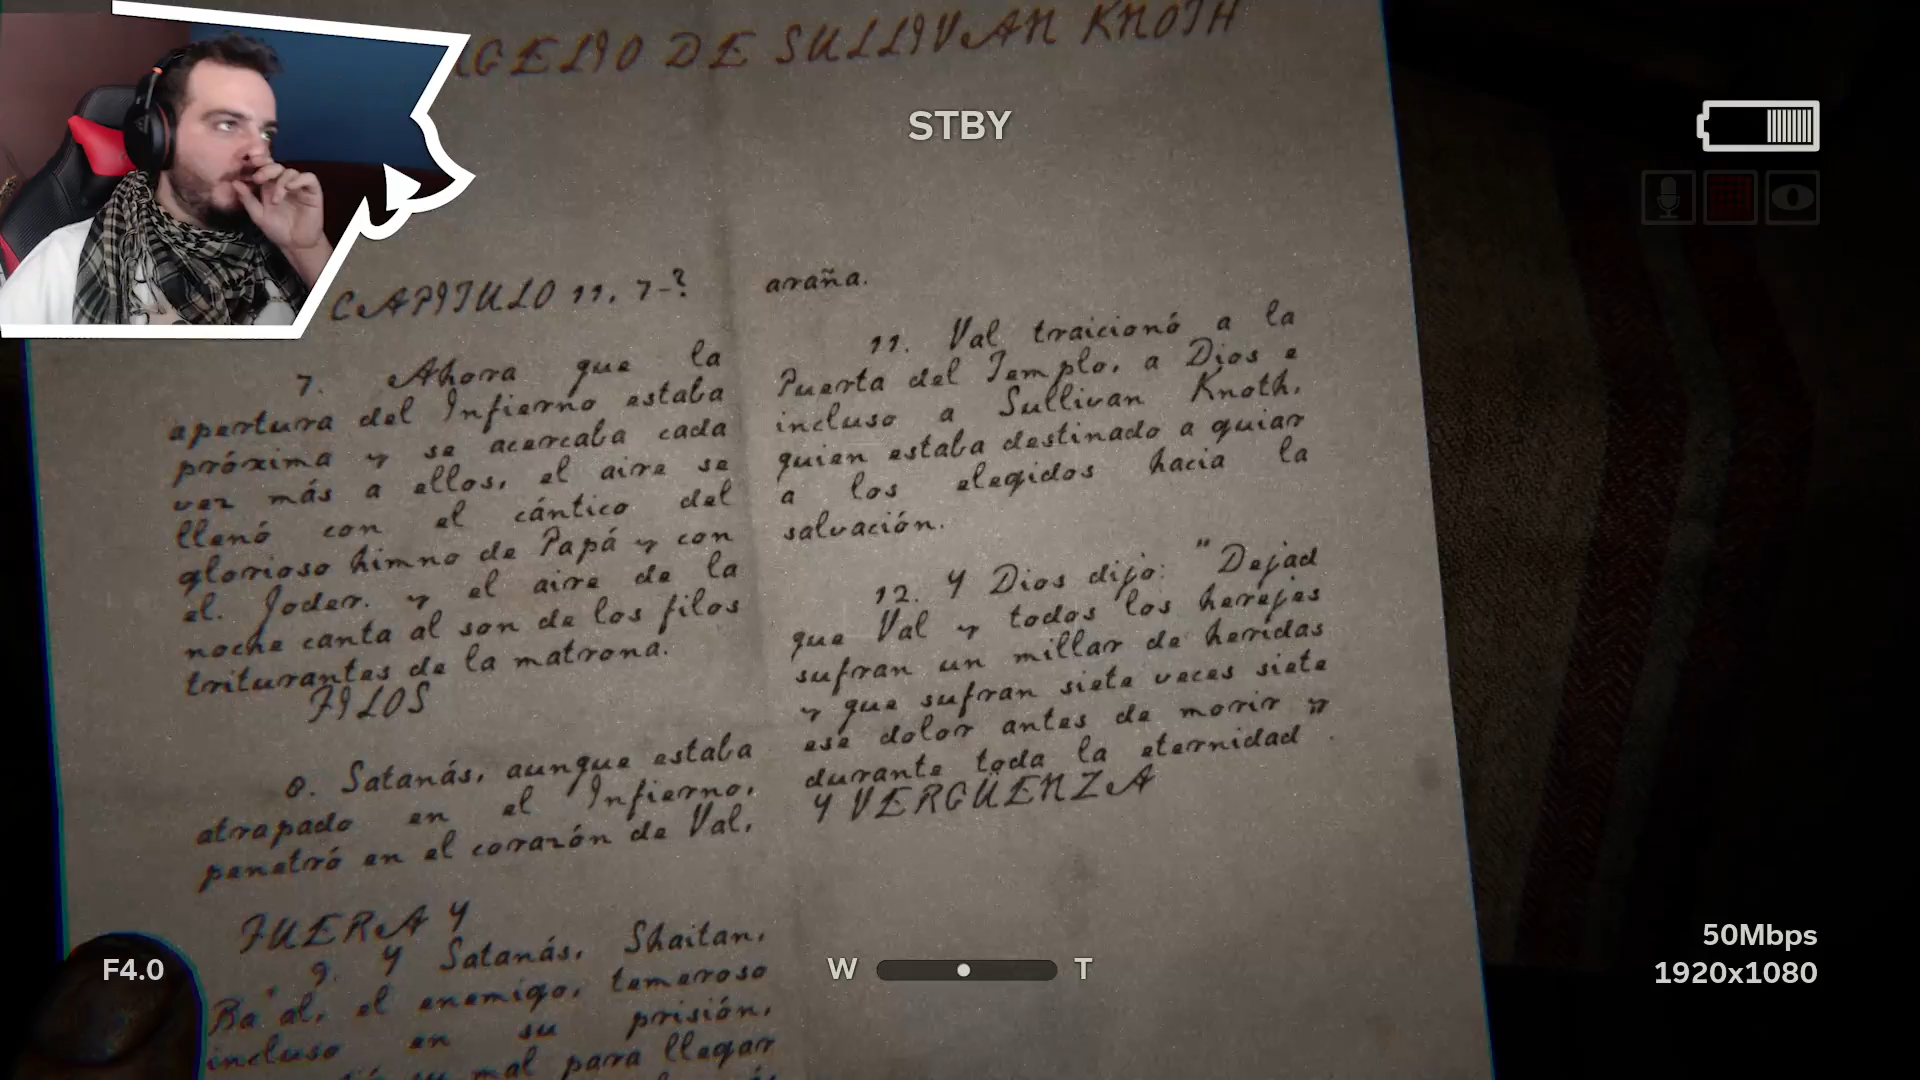 GELIO DE SULLIVAN KNOTH
STBY
CAPITULO 11. 7-?
7. Ahora que la
apertura del Infierno estaba
próxima y se acercaba cada
vez más a ellos, el aire se
llenó con el cántico del
glorioso himno de Papá y con
el. Joder. y el aire de la
noche canta al son de los filos
triturantes de la matrona.
FILOS
8. Satanás, aunque estaba
atrapado en el Infierno,
penetró en el corazón de Val,
FUERA Y
9. Y Satanás, Shaitan,
Ba'al, el enemigo, temeroso
incluso en su prisión,
su mal para llegar
araña.
11. Val traicionó a la
Puerta del Templo, a Dios e
incluso a Sullivan Knoth,
quien estaba destinado a guiar
a los elegidos hacia la
salvación.
12. Y Dios dijo: "Dejad
que Val y todos los herejes
sufran un millar de heridas
y que sufran siete veces siete
ese dolor antes de morir y
durante toda la eternidad".
Y VERGÜENZA
F4.0
W T
50Mbps
1920x1080